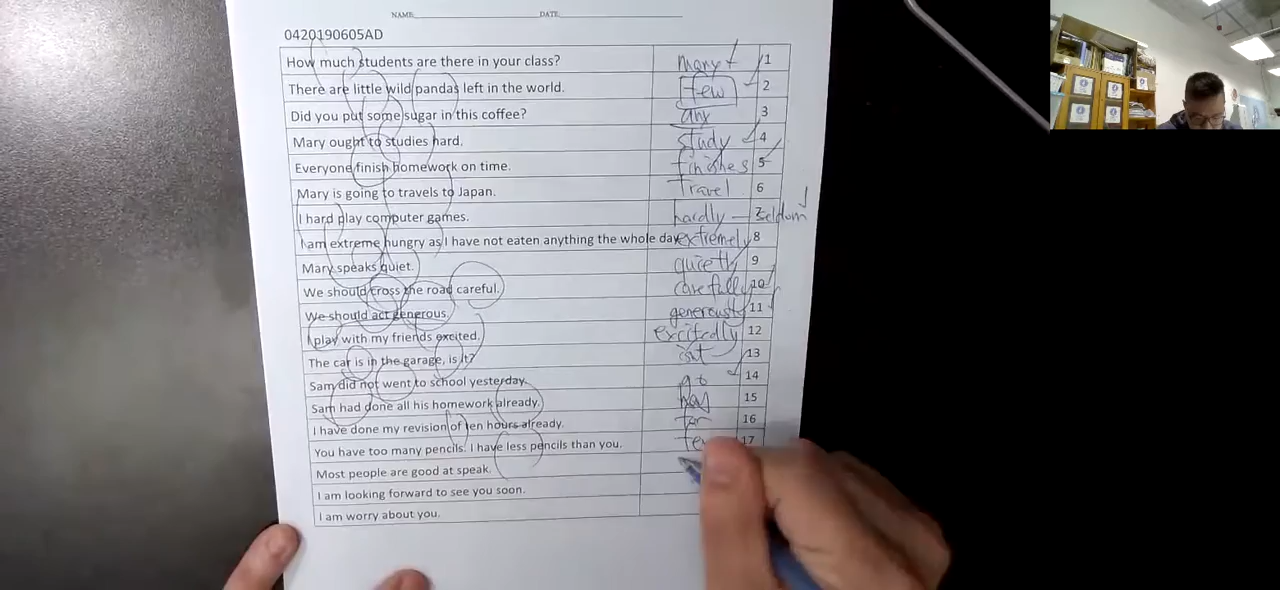 NAME DATE
0420190605AD
How much students are there in your class? many 1
There are little wild pandas left in the world. few 2
Did you put some sugar in this coffee? any 3
Mary ought to studies hard. study 4
Everyone finish homework on time. finishes 5
Mary is going to travels to Japan. Travel 6
I hard play computer games. hardly – seldom 7
I am extreme hungry as I have not eaten anything the whole day extremely 8
Mary speaks quiet. quietly 9
We should cross the road careful. carefully 10
We should act generous. generously 11
I play with my friends excited. excitedly 12
The car is in the garage, is it? 13
Sam did not went to school yesterday. go 14
Sam had done all his homework already. has 15
I have done my revision of ten hours already. for 16
You have too many pencils. I have less pencils than you. 17
Most people are good at speak.
I am looking forward to see you soon.
I am worry about you.